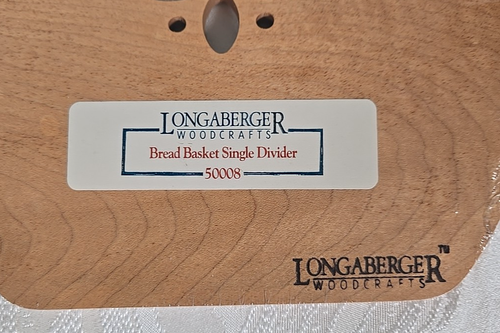 LONGABERGER
WOODCRAFTS
Bread Basket Single Divider
50008
LONGABERGER™
WOODCRAFTS